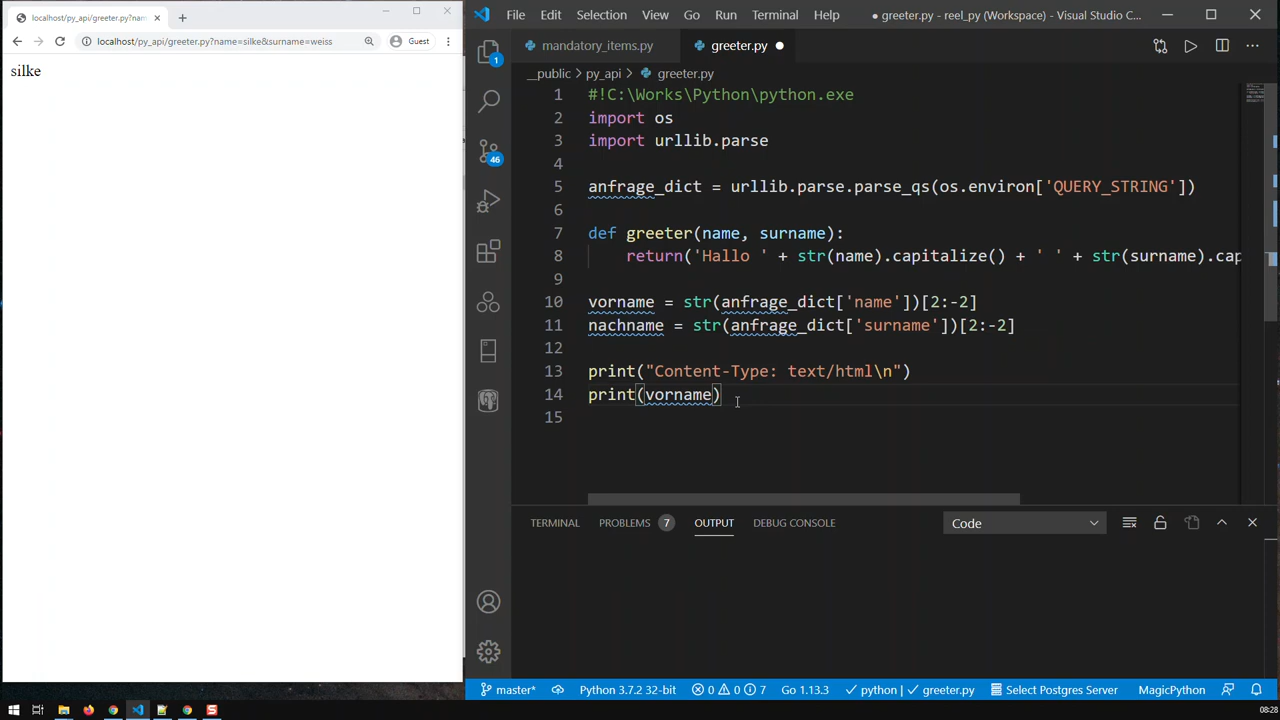 localhost/py_api/greeter.py?nam
localhost/py_api/greeter.py?name=silke&surname=weiss
Guest
silke
File Edit Selection View Go Run Terminal Help
● greeter.py - reel_py (Workspace) - Visual Studio C...
mandatory_items.py
greeter.py ●
__public > py_api > greeter.py
1 #!C:\Works\Python\python.exe
2 import os
3 import urllib.parse
4
5 anfrage_dict = urllib.parse.parse_qs(os.environ['QUERY_STRING'])
6
7 def greeter(name, surname):
8 return('Hallo ' + str(name).capitalize() + ' ' + str(surname).cap
9
10 vorname = str(anfrage_dict['name'])[2:-2]
11 nachname = str(anfrage_dict['surname'])[2:-2]
12
13 print("Content-Type: text/html\n")
14 print(vorname)
15
1
46
TERMINAL PROBLEMS 7 OUTPUT DEBUG CONSOLE
Code
master* Python 3.7.2 32-bit 0 0 7 Go 1.13.3 ✓ python | ✓ greeter.py Select Postgres Server MagicPython
08:28